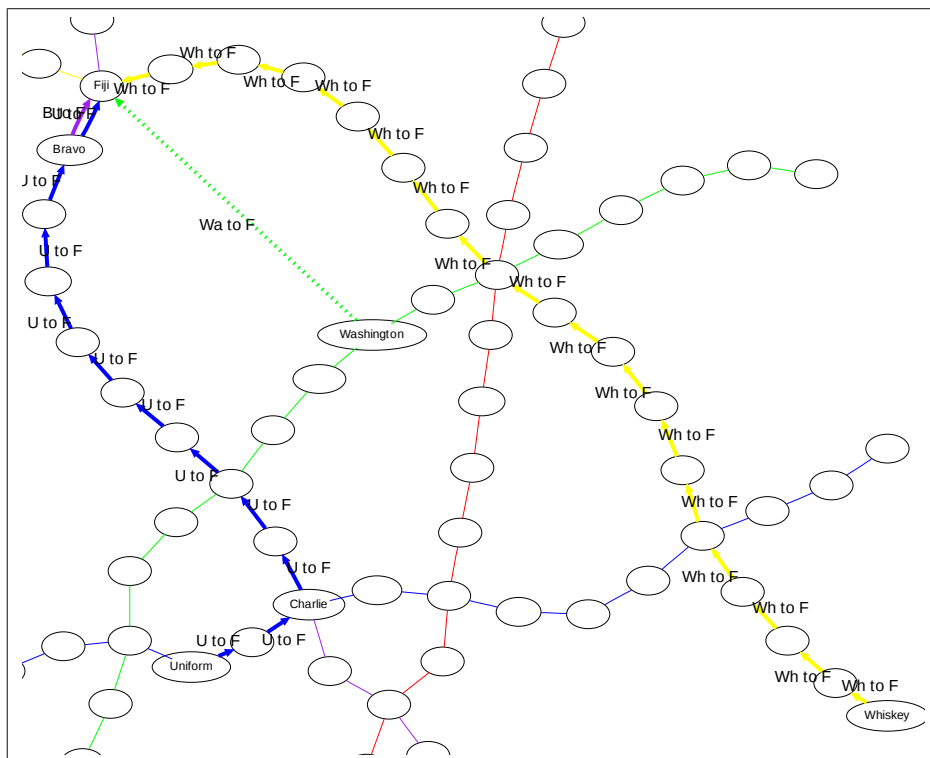 Wh to F
Wh to F
Wh to F
Fiji
Wh to F
B to F
U to F
Wh to F
Bravo
U to F
Wh to F
Wa to F
U to F
Wh to F
Wh to F
U to F
Washington
Wh to F
U to F
Wh to F
U to F
Wh to F
U to F
Wh to F
U to F
U to F
Wh to F
Charlie
Wh to F
U to F
U to F
Uniform
Wh to F
Wh to F
Whiskey